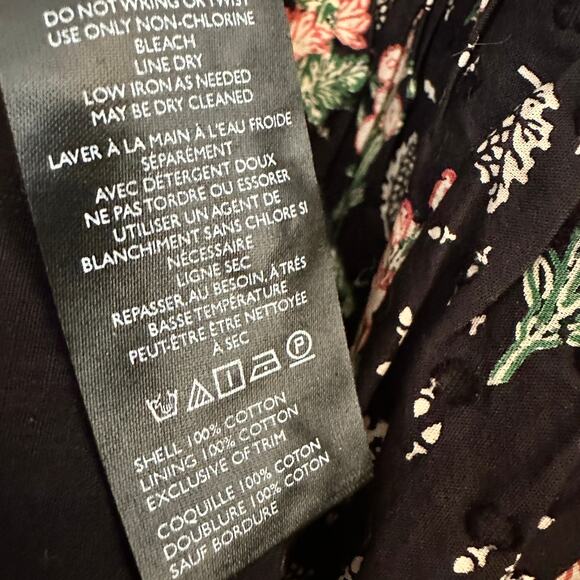 DO NOT WRING OR TWIST
USE ONLY NON-CHLORINE
BLEACH
LINE DRY
LOW IRON AS NEEDED
MAY BE DRY CLEANED
LAVER À LA MAIN À L'EAU FROIDE
SÉPARÉMENT
AVEC DÉTERGENT DOUX
NE PAS TORDRE OU ESSORER
UTILISER UN AGENT DE
BLANCHIMENT SANS CHLORE SI
NÉCESSAIRE
LIGNE SEC
REPASSER AU BESOIN, À TRÉS
BASSE TEMPÉRATURE
PEUT-ÊTRE ÊTRE NETTOYÉE
À SEC
P
SHELL 100% COTTON
LINING 100% COTTON
EXCLUSIVE OF TRIM
COQUILLE 100% COTON
DOUBLURE 100% COTON
SAUF BORDURE